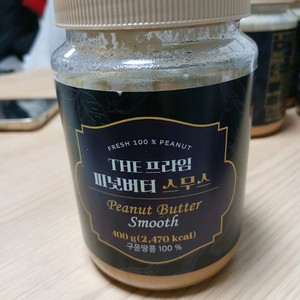 FRESH 100 % PEANUT
THE 프라임
피넛버터 스무스
Peanut Butter
Smooth
400 g(2,470 kcal)
구운땅콩 100 %